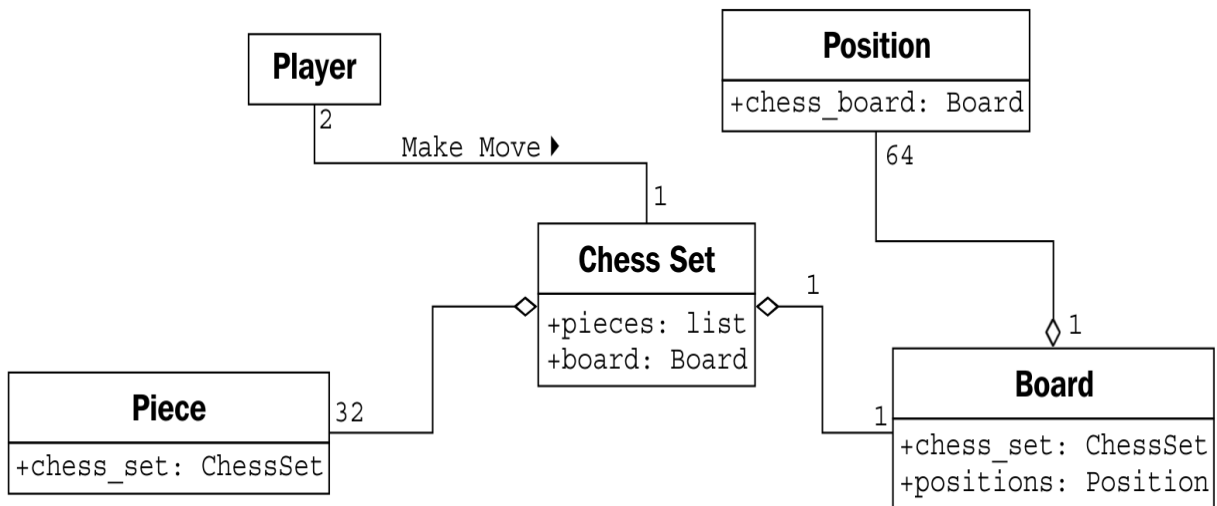 Player
2
Make Move
1
Position
+chess_board: Board
64
Chess Set
+pieces: list
+board: Board
1
1
Piece
+chess_set: ChessSet
32
1
Board
+chess_set: ChessSet
+positions: Position